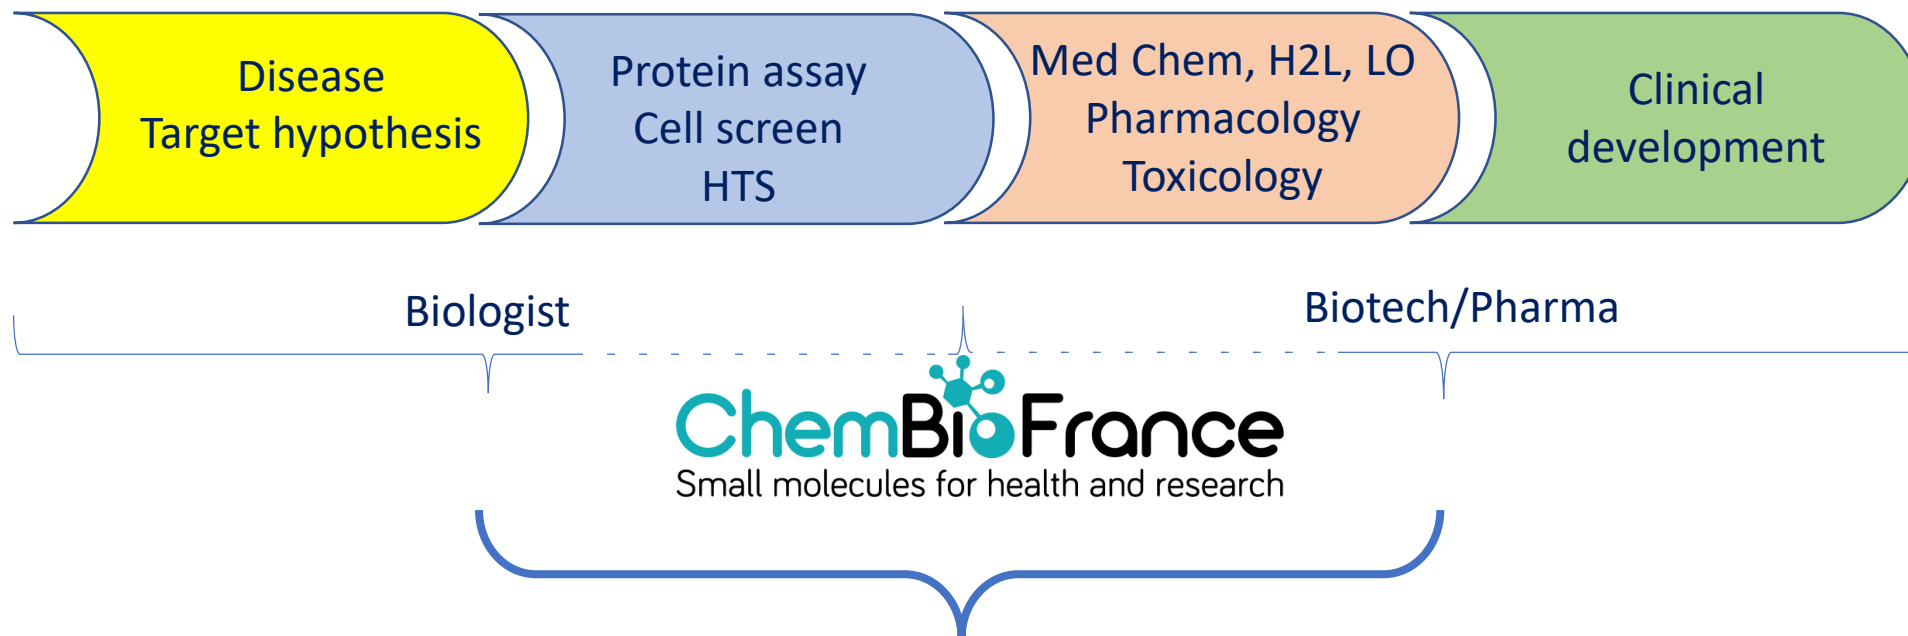 Disease
Target hypothesis
Protein assay
Cell screen
HTS
Med Chem, H2L, LO
Pharmacology
Toxicology
Clinical
development
Biologist
Biotech/Pharma
ChemBioFrance
Small molecules for health and research